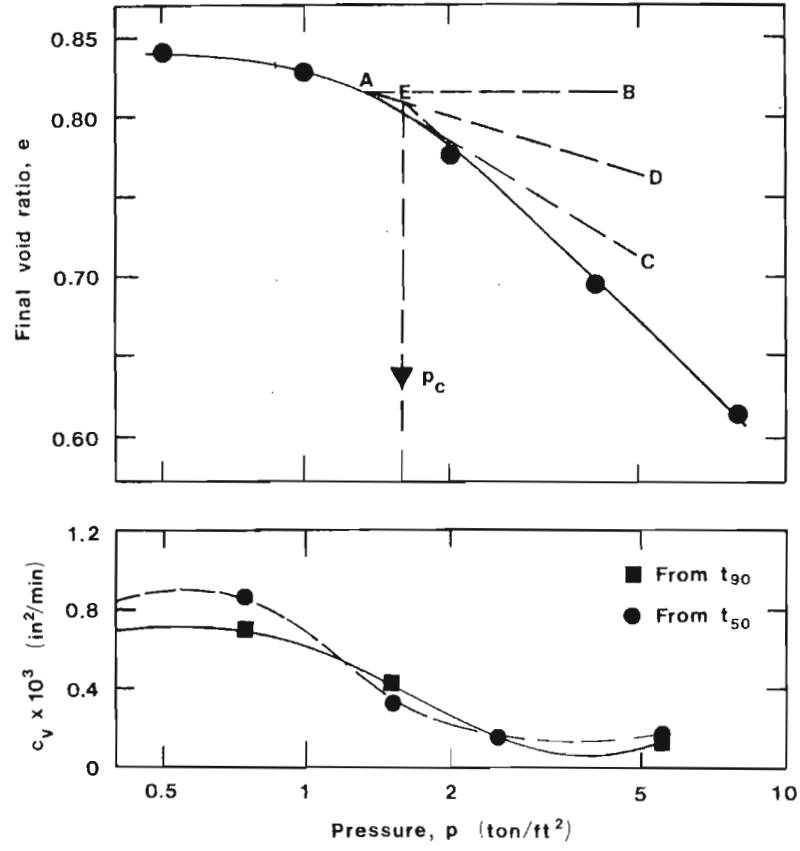 Final void ratio, e
0.85
0.80
0.70
0.60
A
E
B
D
C
p_c
c_v x 10^3 (in^2/min)
1.2
0.8
0.4
0
From t_90
From t_50
0.5
1
2
5
10
Pressure, p (ton/ft^2)